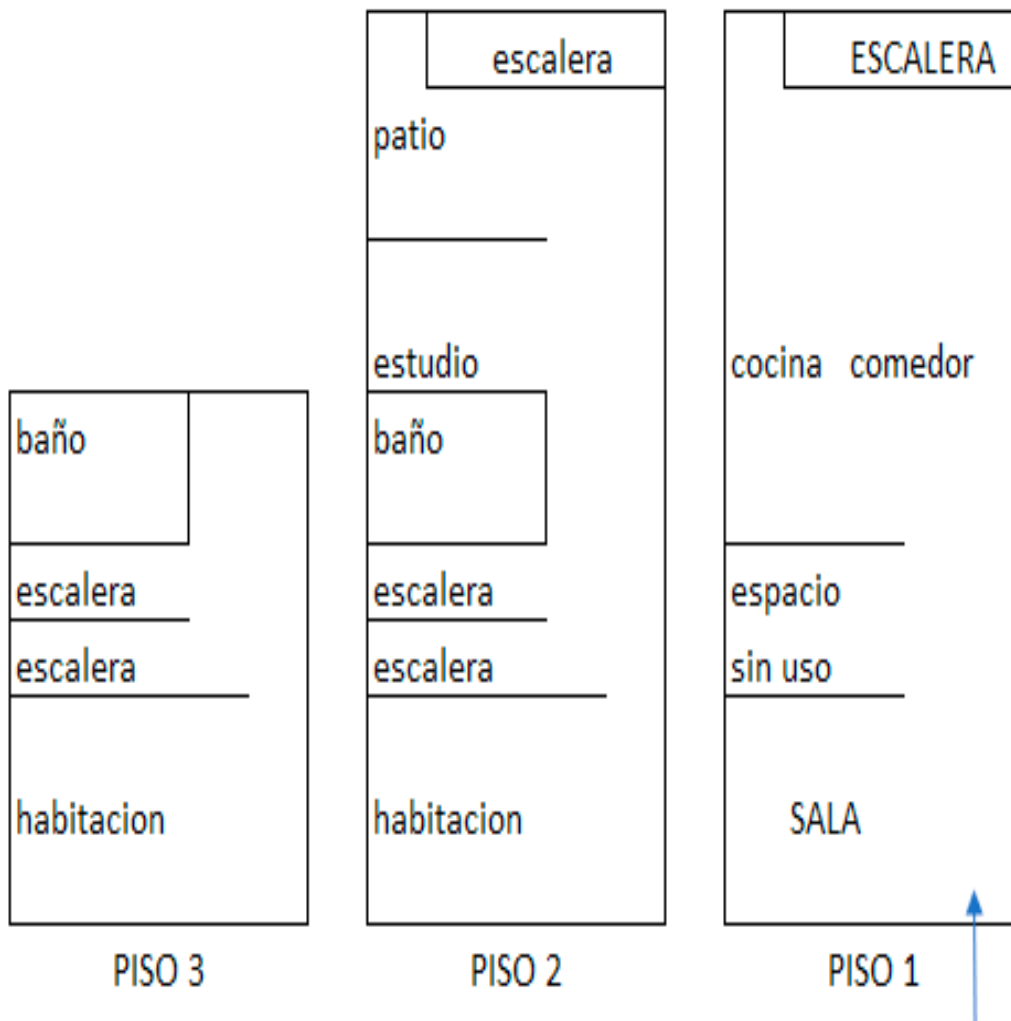 baño
escalera
escalera
habitacion
PISO 3
escalera
patio
estudio
baño
escalera
escalera
habitacion
PISO 2
ESCALERA
cocina comedor
espacio
sin uso
SALA
PISO 1